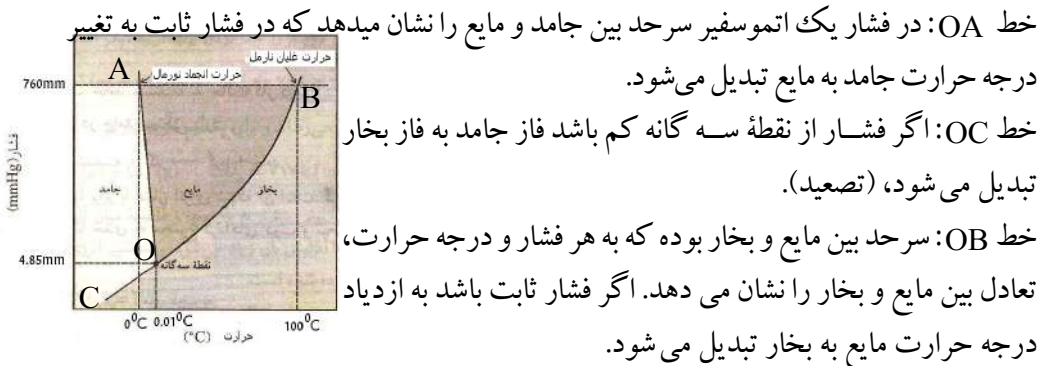 خط OA: در فشار یک اتموسفیر سرحد بین جامد و مایع را نشان میدهد که در فشار ثابت به تغییر
درجه حرارت جامد به مایع تبدیل می‌شود.
خط OC: اگر فشار از نقطهٔ سه گانه کم باشد فاز جامد به فاز بخار
تبدیل می‌شود، (تصعید).
خط OB: سرحد بین مایع و بخار بوده که به هر فشار و درجه حرارت،
تعادل بین مایع و بخار را نشان می دهد. اگر فشار ثابت باشد به ازدیاد
درجه حرارت مایع به بخار تبدیل می‌شود.
حرارت غلیان نارمل
A
حرارت انجماد نورمال
760mm
B
فشار (mmHg)
جامد
مایع
بخار
4.85mm
O
نقطهٔ سه گانه
C
0⁰C 0.01⁰C
100⁰C
حرارت (°C)